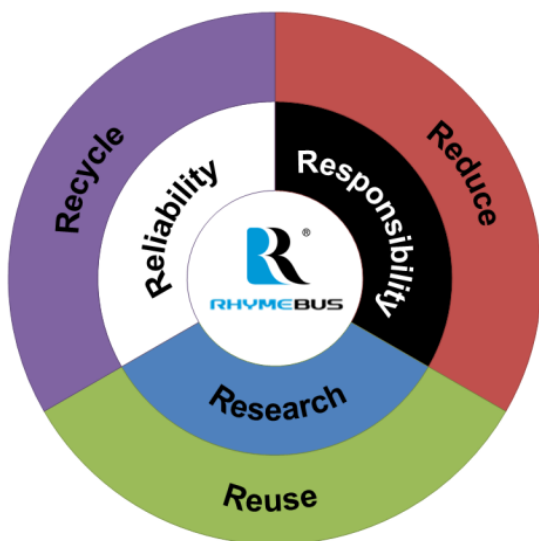 Recycle
Reduce
Reliability
Responsibility
R®
RHYMEBUS
Research
Reuse